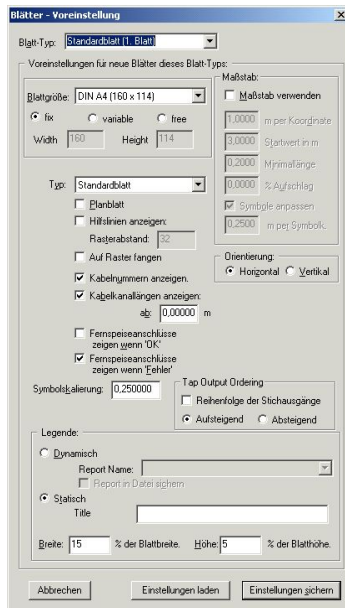 Blätter - Voreinstellung
Blatt-Typ: Standardblatt (1. Blatt)
Voreinstellungen für neue Blätter dieses Blatt-Typs:
Blattgröße: DIN A4 (160 x 114)
fix variable free
Width 160 Height 114
Maßstab:
Maßstab verwenden
1,0000 m per Koordinate
3,0000 Startwert in m
0,2000 Minimallänge
0,0000 % Aufschlag
Symbole anpassen
0,2500 m per Symbolk.
Typ: Standardblatt
Planblatt
Hilfslinien anzeigen:
Rasterabstand: 32
Auf Raster fangen
Orientierung:
Horizontal Vertikal
Kabelnummern anzeigen.
Kabelkanallängen anzeigen:
ab: 0,00000 m
Fernspeiseanschlüsse
zeigen wenn 'OK'
Fernspeiseanschlüsse
zeigen wenn 'Fehler'
Symbolskalierung: 0,250000
Tap Output Ordering
Reihenfolge der Stichausgänge
Aufsteigend Absteigend
Legende:
Dynamisch
Report Name:
Report in Datei sichern
Statisch
Title
Breite: 15 % der Blattbreite. Höhe: 5 % der Blatthöhe.
Abbrechen Einstellungen laden Einstellungen sichern